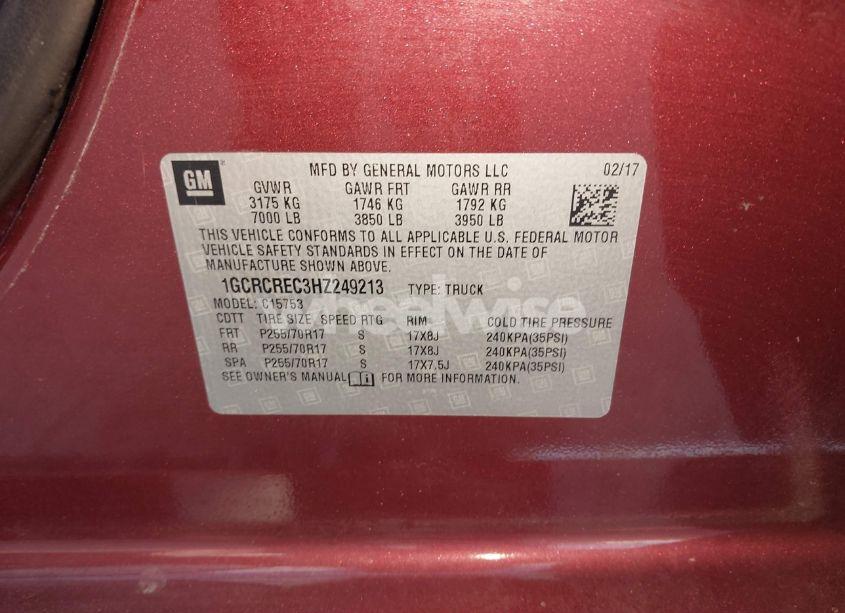 GM
MFD BY GENERAL MOTORS LLC 02/17
GVWR GAWR FRT GAWR RR
3175 KG 1746 KG 1792 KG
7000 LB 3850 LB 3950 LB
THIS VEHICLE CONFORMS TO ALL APPLICABLE U.S. FEDERAL MOTOR
VEHICLE SAFETY STANDARDS IN EFFECT ON THE DATE OF
MANUFACTURE SHOWN ABOVE.
1GCRCREC3HZ249213 TYPE: TRUCK
MODEL: C15753
CDTT TIRE SIZE SPEED RTG RIM COLD TIRE PRESSURE
FRT P255/70R17 S 17X8J 240KPA(35PSI)
RR P255/70R17 S 17X8J 240KPA(35PSI)
SPA P255/70R17 S 17X7.5J 240KPA(35PSI)
SEE OWNER'S MANUAL FOR MORE INFORMATION.
wheelwise